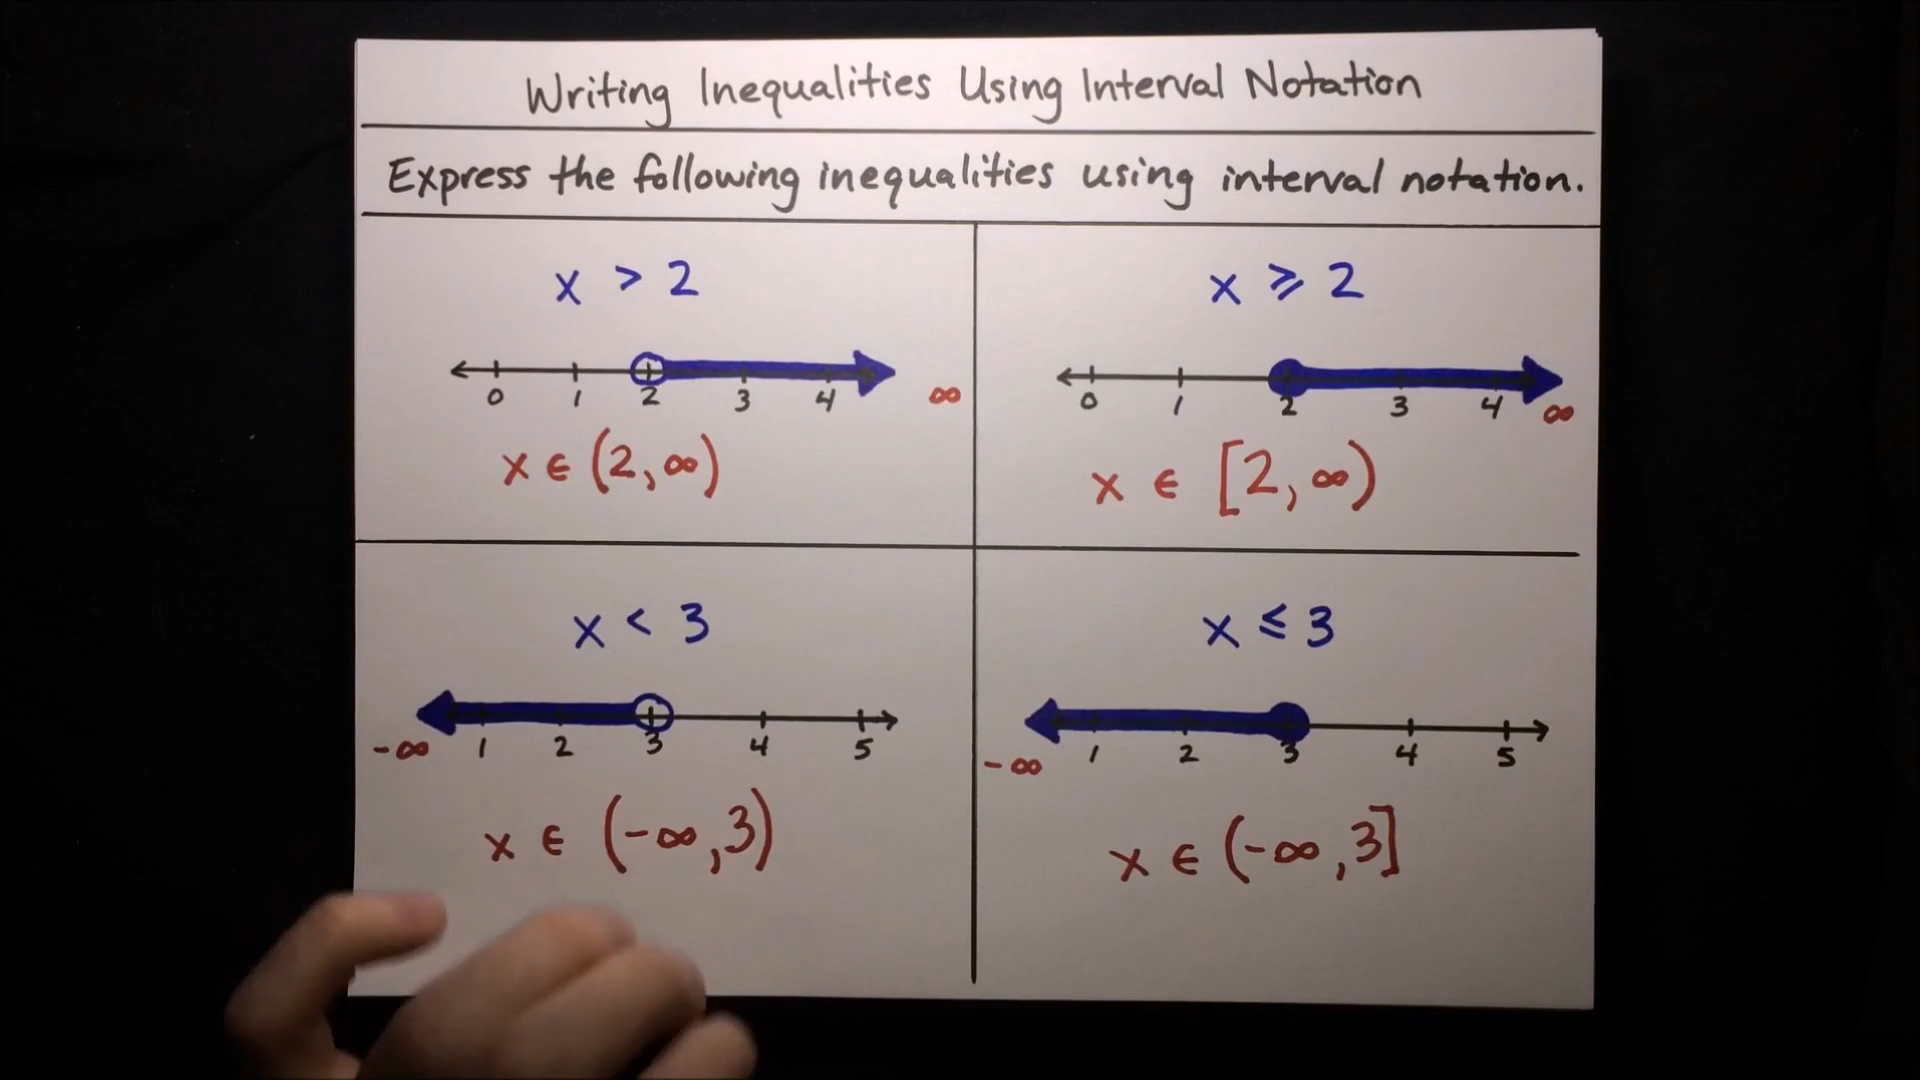 Writing Inequalities Using Interval Notation
Express the following inequalities using interval notation.
x > 2
0 1 2 3 4 ∞
x ∈ (2, ∞)
x ≥ 2
0 1 2 3 4 ∞
x ∈ [2, ∞)
x < 3
-∞ 1 2 3 4 5
x ∈ (-∞, 3)
x ≤ 3
-∞ 1 2 3 4 5
x ∈ (-∞, 3]